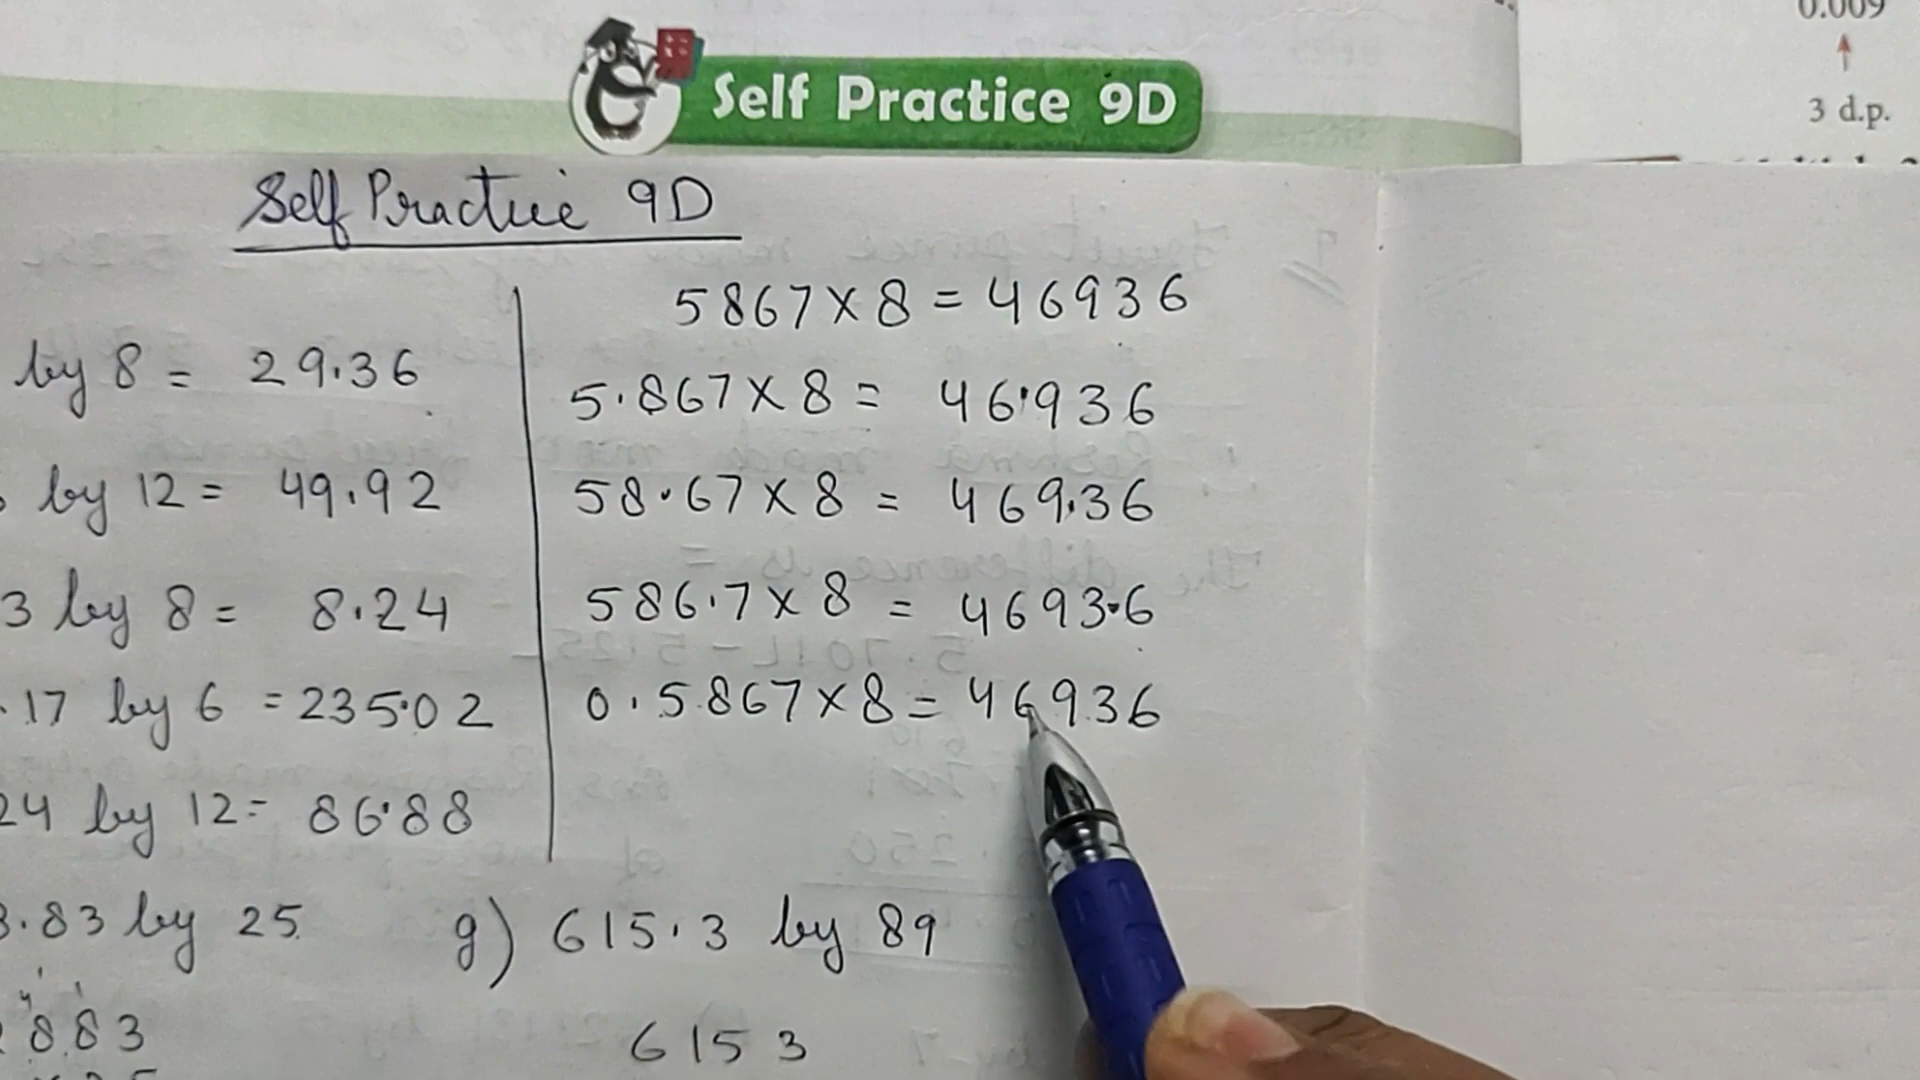 0.009
3 d.p.
Self Practice 9D
Self Practice 9D
5867 × 8 = 46936
by 8 = 29.36
5.867 × 8 = 46.936
by 12 = 49.92
58.67 × 8 = 469.36
3 by 8 = 8.24
586.7 × 8 = 4693.6
.17 by 6 = 235.02
0.5867 × 8 = 46936
24 by 12 = 86.88
.83 by 25
g) 615.3 by 89
883
6153